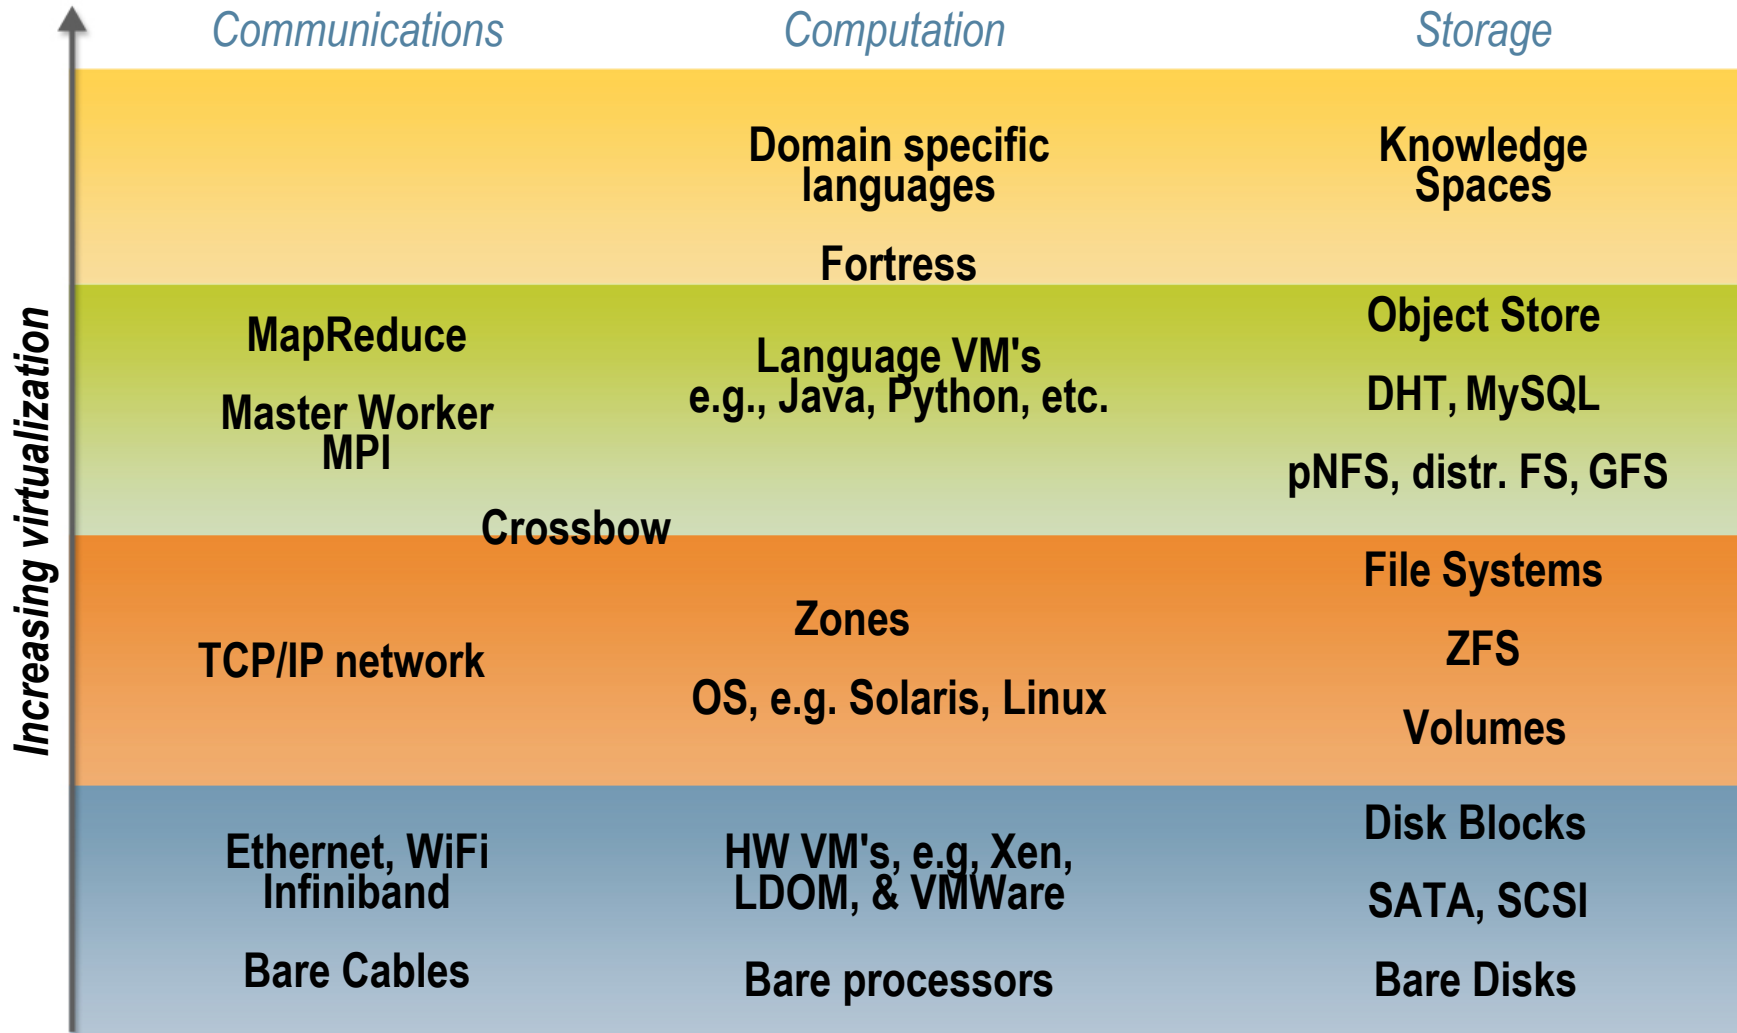 Communications
Computation
Storage
Increasing virtualization
Domain specific
languages
Knowledge
Spaces
Fortress
MapReduce
Master Worker
MPI
Language VM's
e.g., Java, Python, etc.
Object Store
DHT, MySQL
pNFS, distr. FS, GFS
Crossbow
TCP/IP network
Zones
OS, e.g. Solaris, Linux
File Systems
ZFS
Volumes
Ethernet, WiFi
Infiniband
Bare Cables
HW VM's, e.g, Xen,
LDOM, & VMWare
Bare processors
Disk Blocks
SATA, SCSI
Bare Disks